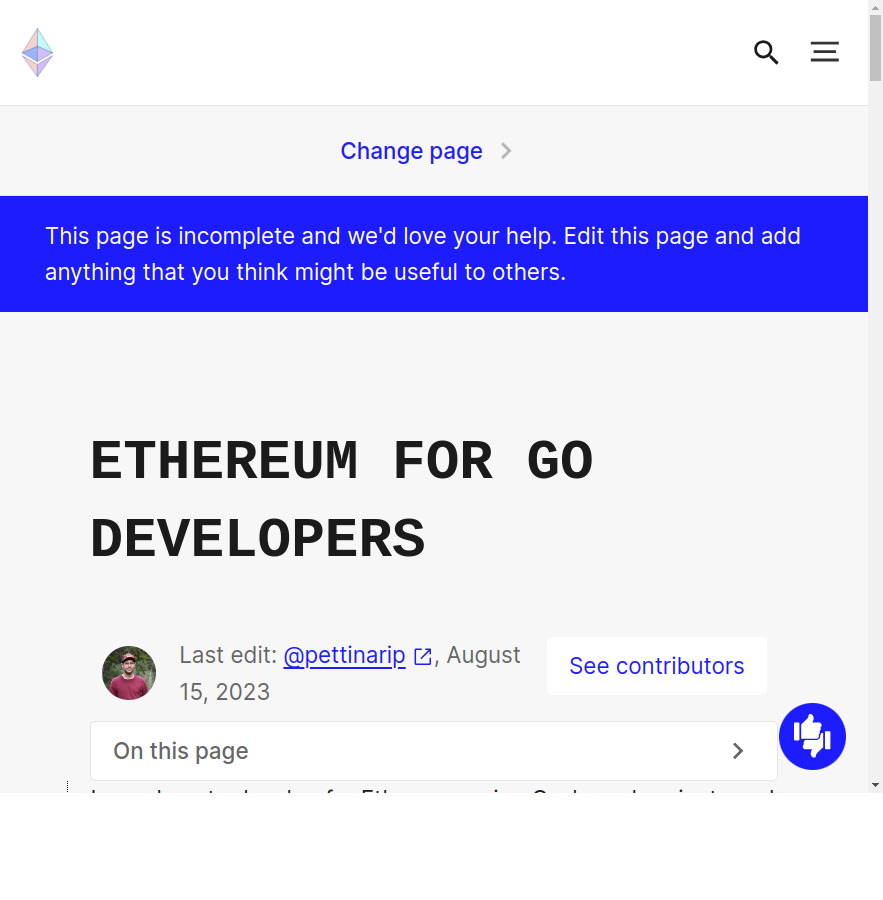 Change page
This page is incomplete and we'd love your help. Edit this page and add
anything that you think might be useful to others.
ETHEREUM FOR GO
DEVELOPERS
Last edit: @pettinarip, August
15, 2023
See contributors
On this page